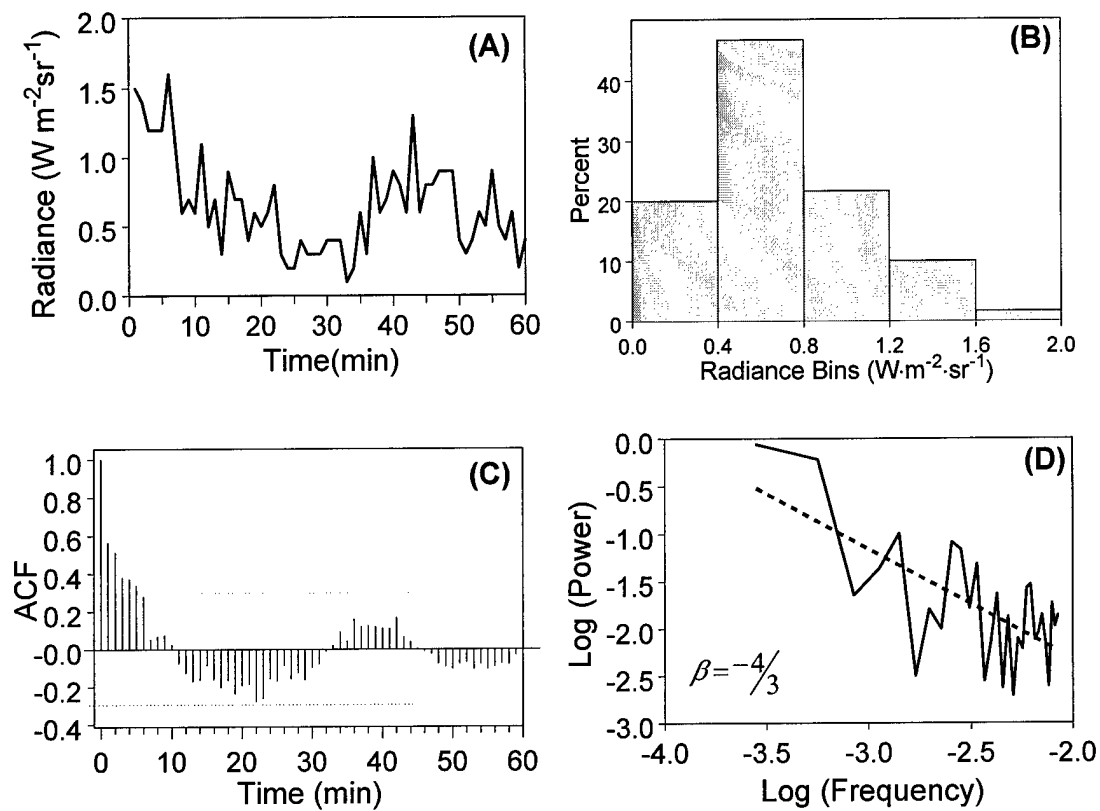 (A)
Radiance (W m⁻²sr⁻¹)
2.0
1.5
1.0
0.5
0.0
0 10 20 30 40 50 60
Time(min)
(B)
Percent
40
30
20
10
0
0.0 0.4 0.8 1.2 1.6 2.0
Radiance Bins (W·m⁻²·sr⁻¹)
(C)
ACF
1.0
0.8
0.6
0.4
0.2
-0.0
-0.2
-0.4
0 10 20 30 40 50 60
Time (min)
(D)
Log (Power)
0.0
-0.5
-1.0
-1.5
-2.0
-2.5
-3.0
β = -4/3
-4.0 -3.5 -3.0 -2.5 -2.0
Log (Frequency)